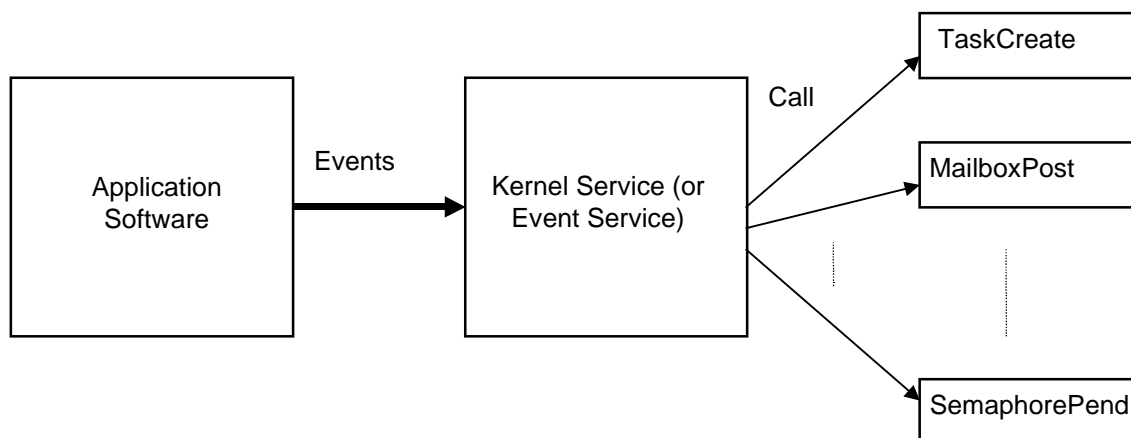 Application
Software
Events
Kernel Service (or
Event Service)
Call
TaskCreate
MailboxPost
SemaphorePend